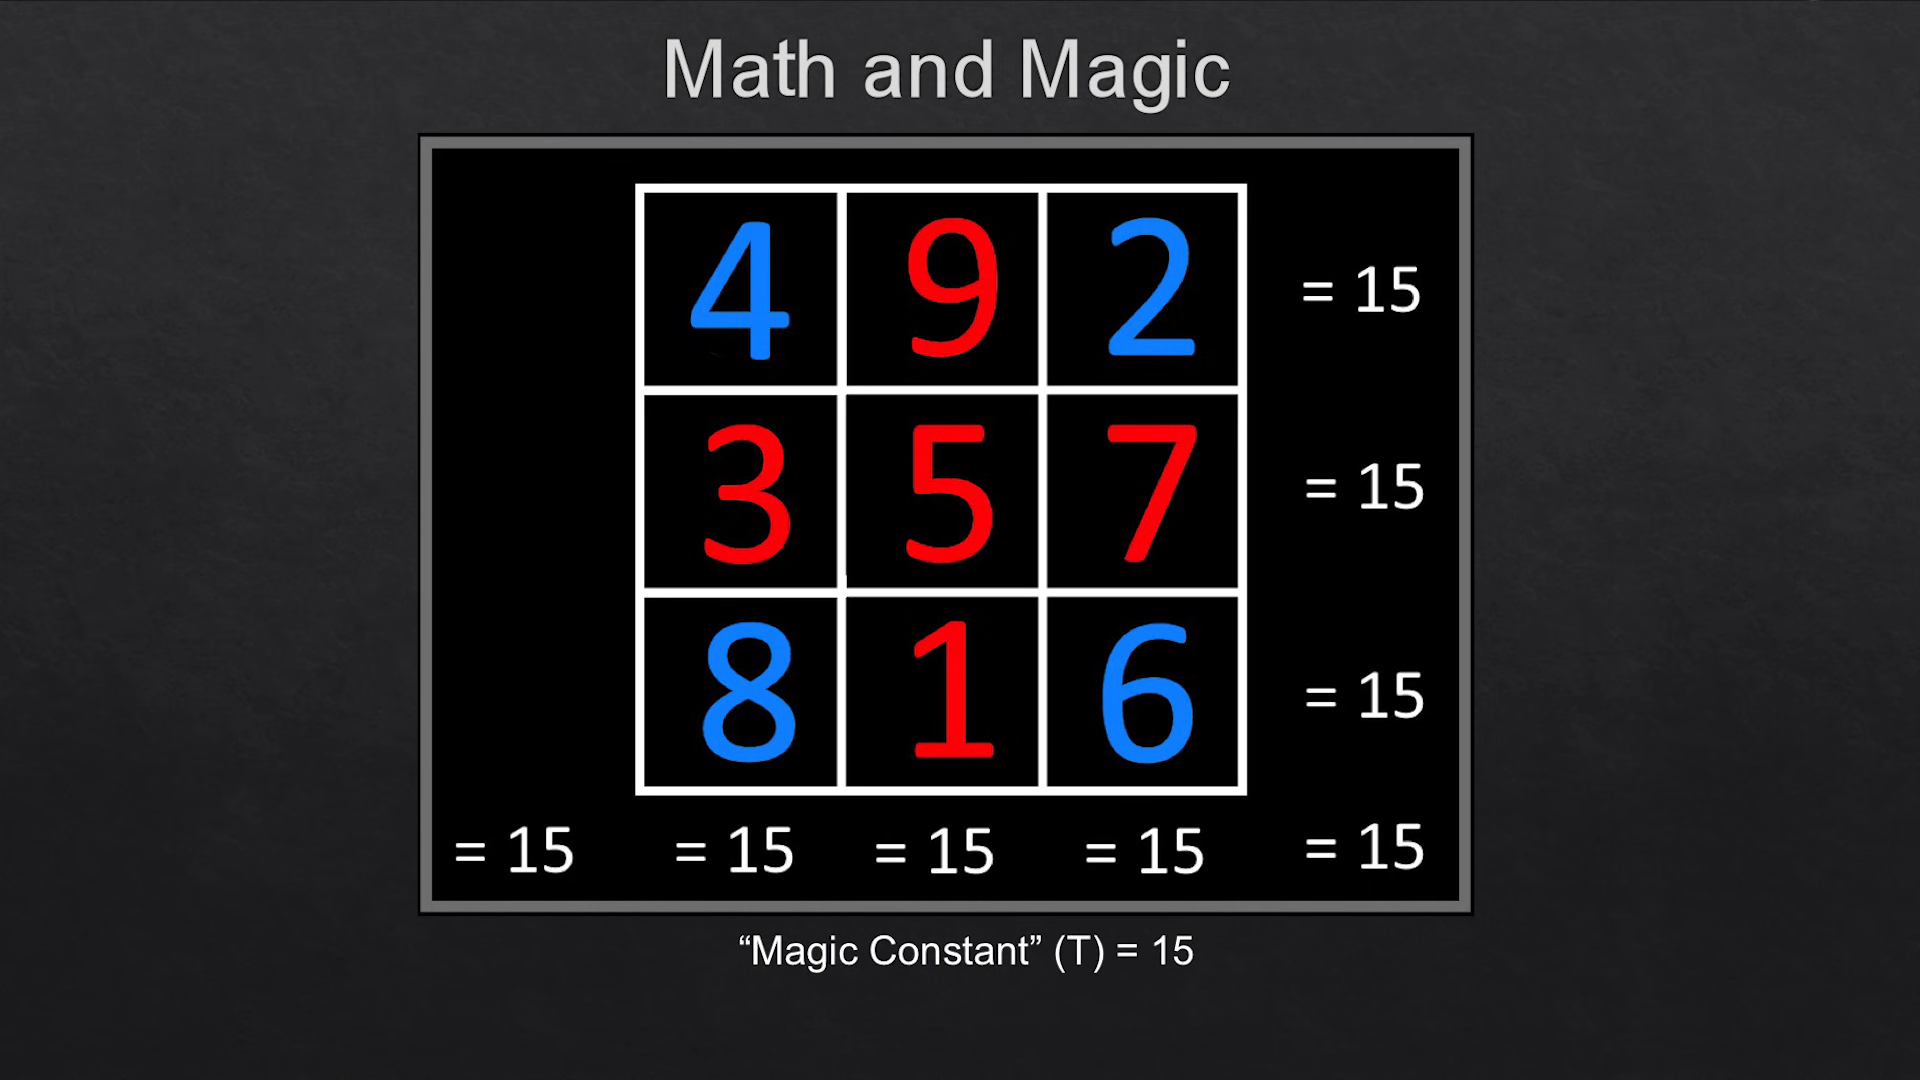 Math and Magic
4 9 2 = 15
3 5 7 = 15
8 1 6 = 15
= 15 = 15 = 15 = 15 = 15
“Magic Constant” (T) = 15